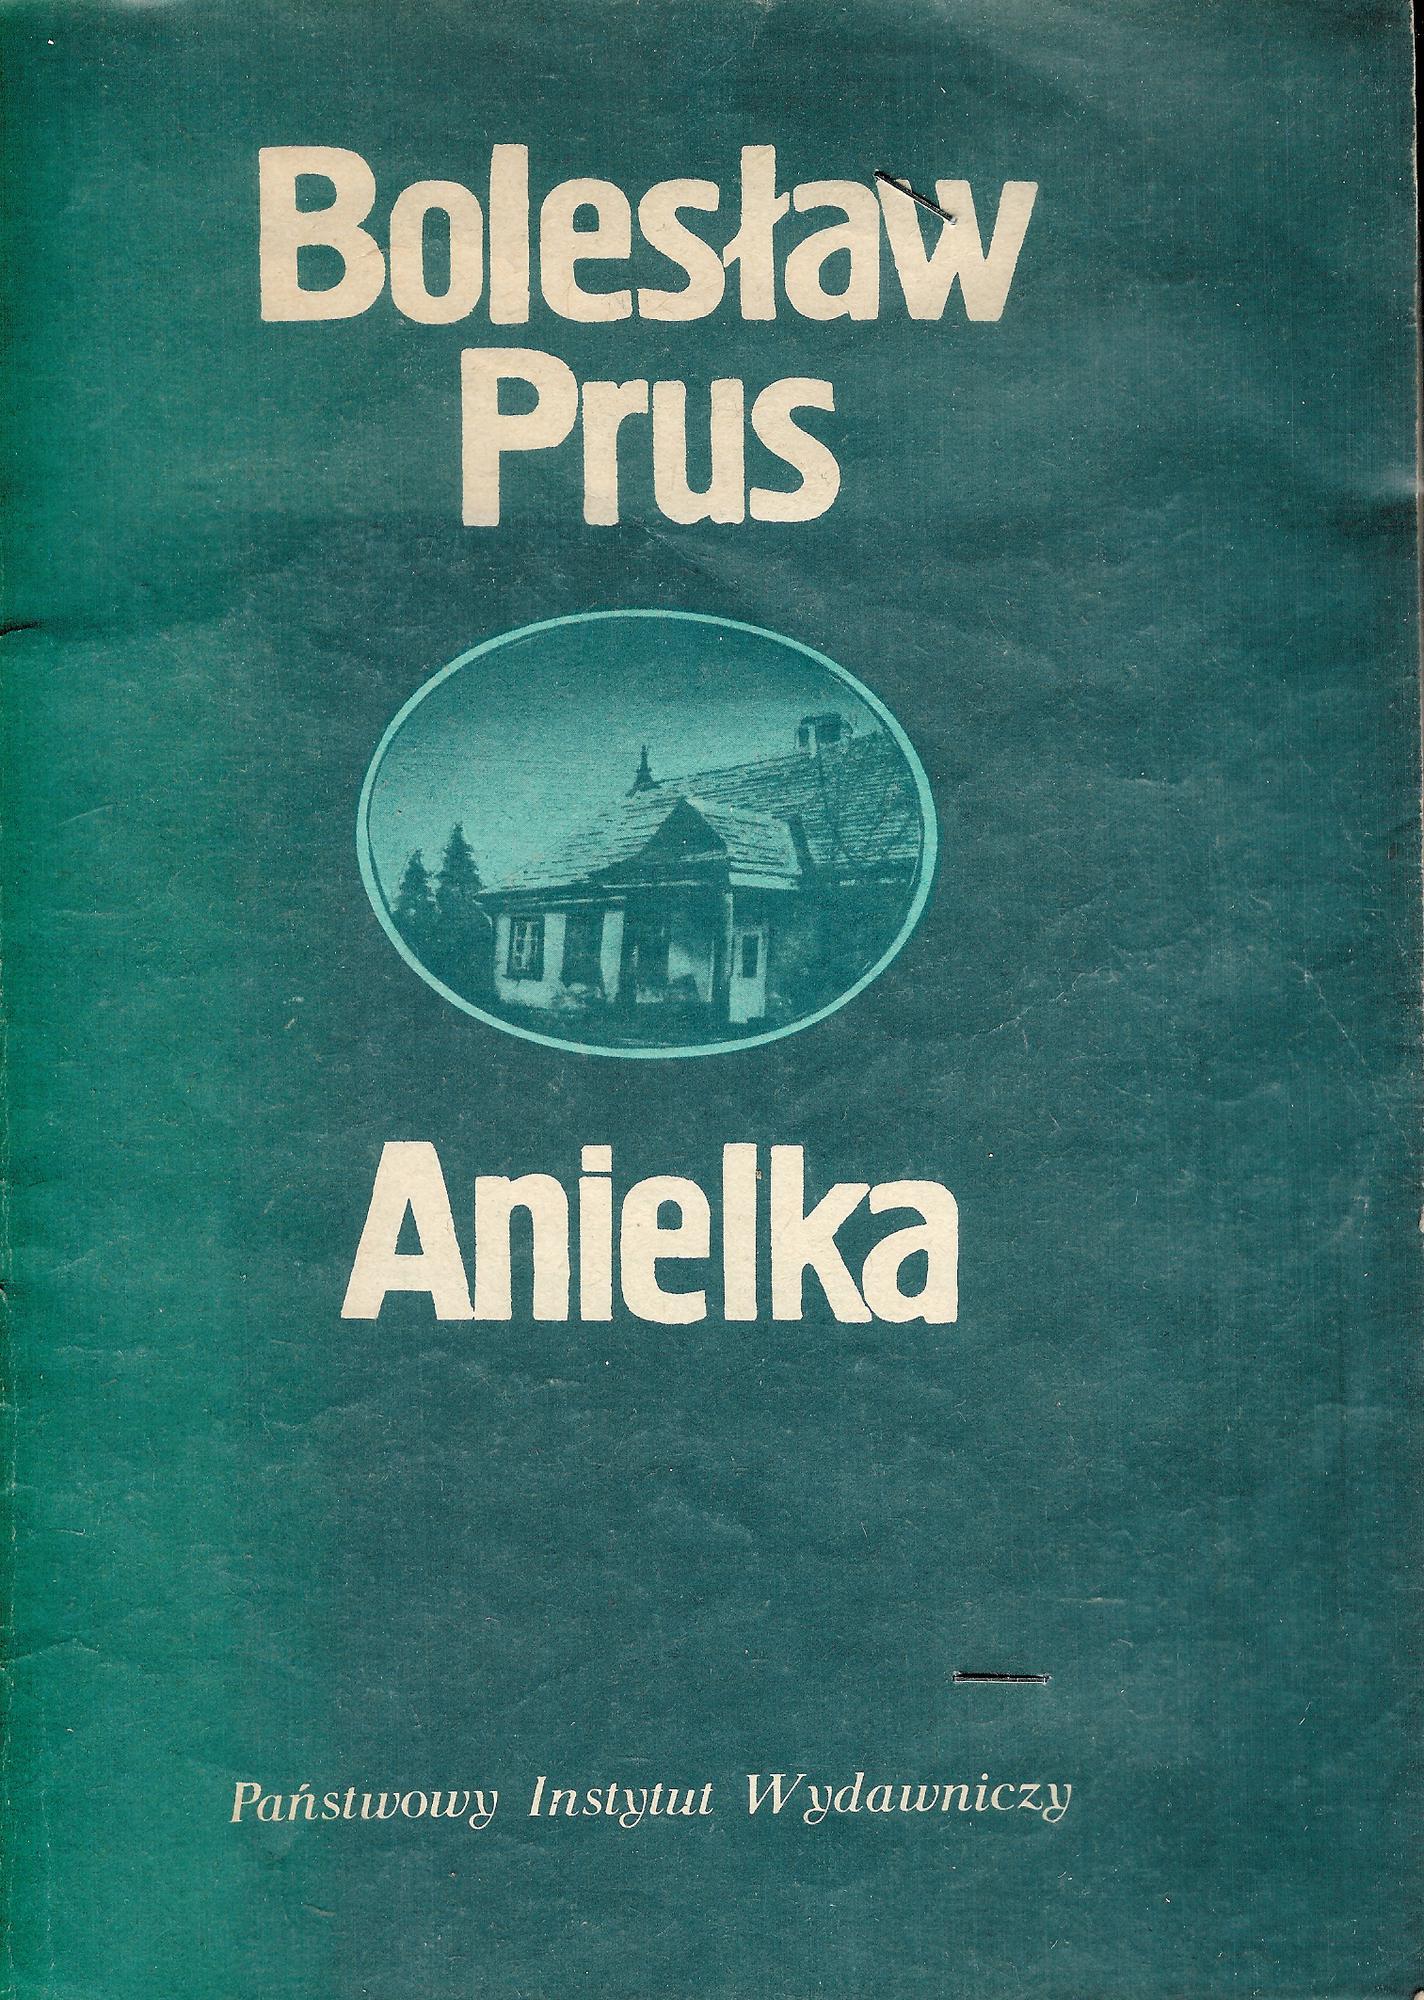 Bolesław
Prus
Anielka
Państwowy Instytut Wydawniczy